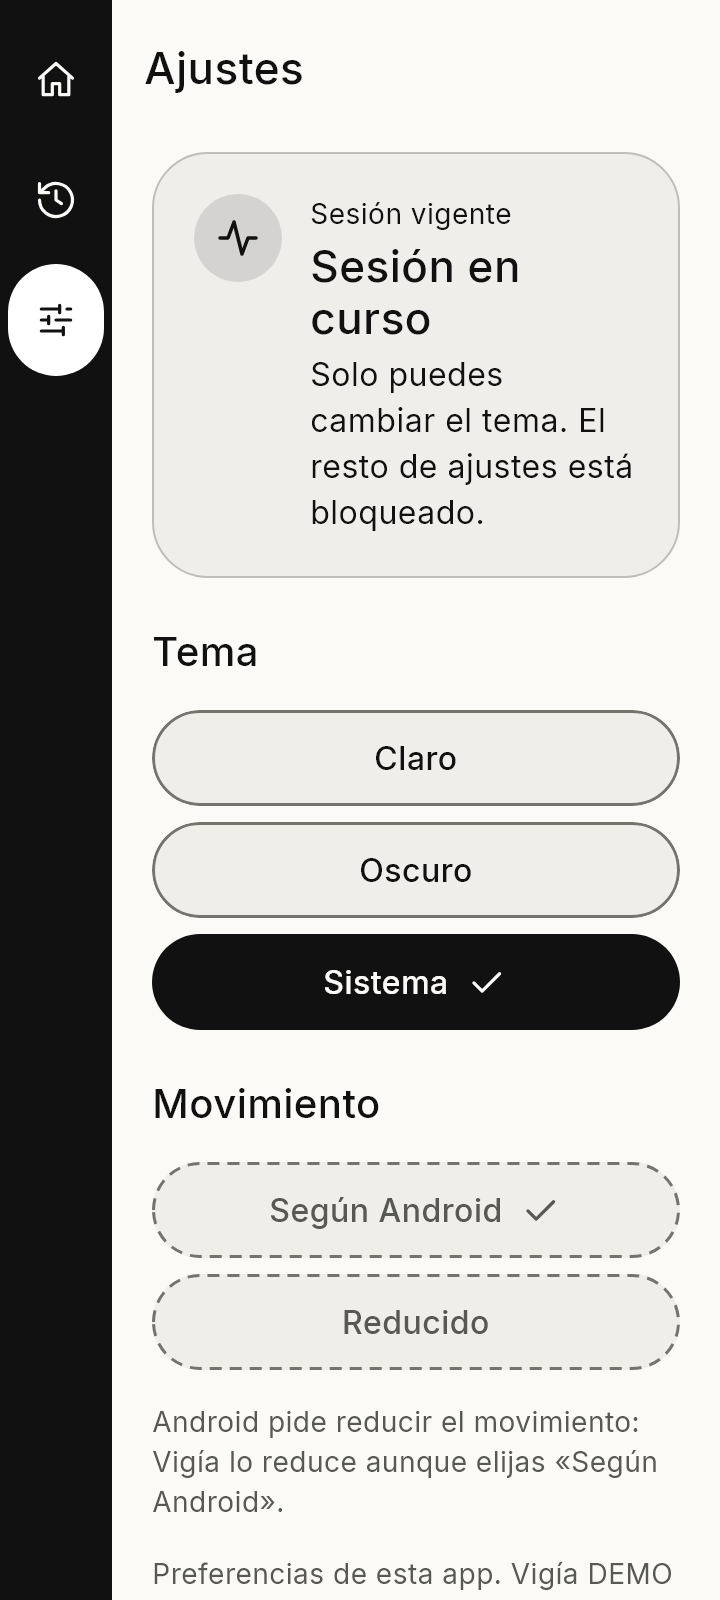 Ajustes
Sesión vigente
Sesión en
curso
Solo puedes
cambiar el tema. El
resto de ajustes está
bloqueado.
Tema
Claro
Oscuro
Sistema
Movimiento
Según Android
Reducido
Android pide reducir el movimiento:
Vigía lo reduce aunque elijas «Según
Android».
Preferencias de esta app. Vigía DEMO